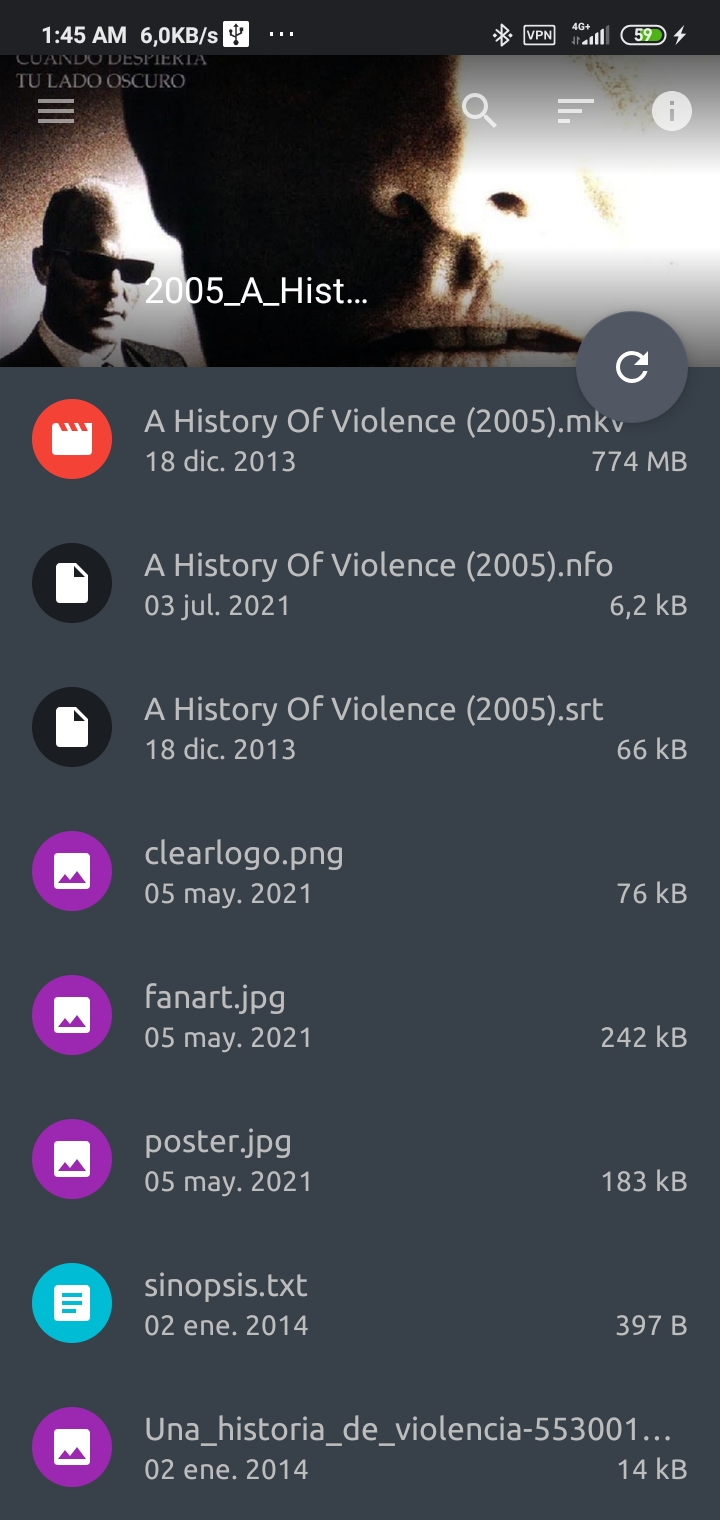 1:45 AM 6,0KB/s ... VPN 4G+ 59
CUANDO DESPIERTA
TU LADO OSCURO
2005_A_Hist...
A History Of Violence (2005).mkv
18 dic. 2013 774 MB
A History Of Violence (2005).nfo
03 jul. 2021 6,2 kB
A History Of Violence (2005).srt
18 dic. 2013 66 kB
clearlogo.png
05 may. 2021 76 kB
fanart.jpg
05 may. 2021 242 kB
poster.jpg
05 may. 2021 183 kB
sinopsis.txt
02 ene. 2014 397 B
Una_historia_de_violencia-553001...
02 ene. 2014 14 kB